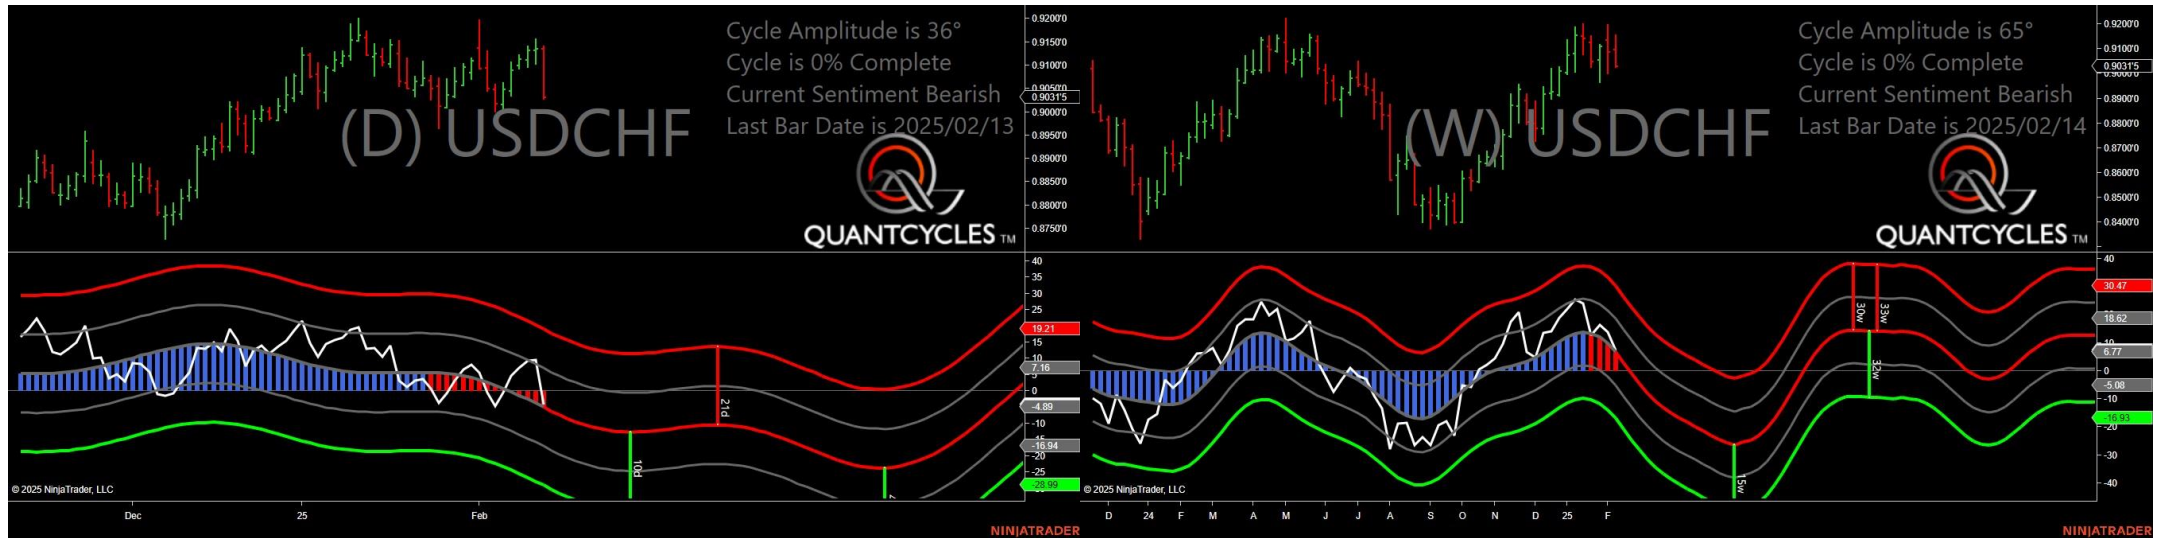 Cycle Amplitude is 36°
Cycle is 0% Complete
Current Sentiment Bearish
Last Bar Date is 2025/02/13
(D) USDCHF
QUANTCYCLES TM
0.9200'0
0.9150'0
0.9100'0
0.9050'0
0.9031'5
0.9000'0
0.8950'0
0.8900'0
0.8850'0
0.8800'0
0.8750'0
40
35
30
25
19.21
15
10
7.16
5
0
-4.89
-10
-16.94
-20
-25
-28.99
21d
10d
© 2025 NinjaTrader, LLC
Dec
25
Feb
NINJATRADER
Cycle Amplitude is 65°
Cycle is 0% Complete
Current Sentiment Bearish
Last Bar Date is 2025/02/14
(W) USDCHF
QUANTCYCLES TM
0.9200'0
0.9100'0
0.9031'5
0.9000'0
0.8900'0
0.8800'0
0.8700'0
0.8600'0
0.8500'0
0.8400'0
40
30.47
18.62
10
6.77
0
-5.08
-10
-16.93
-20
-30
-40
30w
33w
32w
15w
© 2025 NinjaTrader, LLC
D
24
F
M
A
M
J
J
A
S
O
N
D
25
F
NINJATRADER